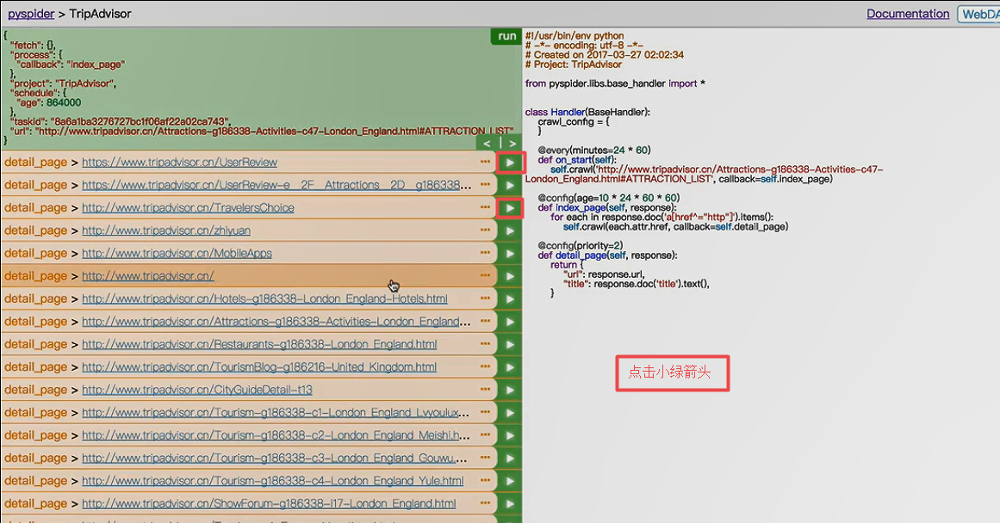 pyspider > TripAdvisor
Documentation
WebDA
{
"fetch": {},
"process": {
"callback": "index_page"
},
"project": "TripAdvisor",
"schedule": {
"age": 864000
},
"taskid": "8a6a1ba3276727bc1f06af22a02ca743",
"url": "http://www.tripadvisor.cn/Attractions-g186338-Activities-c47-London_England.html#ATTRACTION_LIST"
}
run
< | >
detail_page > https://www.tripadvisor.cn/UserReview
detail_page > https://www.tripadvisor.cn/UserReview-e__2F__Attractions__2D__g186338...
detail_page > http://www.tripadvisor.cn/TravelersChoice
detail_page > http://www.tripadvisor.cn/zhiyuan
detail_page > http://www.tripadvisor.cn/MobileApps
detail_page > http://www.tripadvisor.cn/
detail_page > http://www.tripadvisor.cn/Hotels-g186338-London_England-Hotels.html
detail_page > http://www.tripadvisor.cn/Attractions-g186338-Activities-London_England...
detail_page > http://www.tripadvisor.cn/Restaurants-g186338-London_England.html
detail_page > http://www.tripadvisor.cn/TourismBlog-g186216-United_Kingdom.html
detail_page > http://www.tripadvisor.cn/CityGuideDetail-t13
detail_page > http://www.tripadvisor.cn/Tourism-g186338-c1-London_England_Lvyoulux...
detail_page > http://www.tripadvisor.cn/Tourism-g186338-c2-London_England_Meishi.h...
detail_page > http://www.tripadvisor.cn/Tourism-g186338-c3-London_England_Gouwu....
detail_page > http://www.tripadvisor.cn/Tourism-g186338-c4-London_England_Yule.html
detail_page > http://www.tripadvisor.cn/ShowForum-g186338-i17-London_England.html
#!/usr/bin/env python
# -*- encoding: utf-8 -*-
# Created on 2017-03-27 02:02:34
# Project: TripAdvisor
from pyspider.libs.base_handler import *
class Handler(BaseHandler):
crawl_config = {
}
@every(minutes=24 * 60)
def on_start(self):
self.crawl('http://www.tripadvisor.cn/Attractions-g186338-Activities-c47-
London_England.html#ATTRACTION_LIST', callback=self.index_page)
@config(age=10 * 24 * 60 * 60)
def index_page(self, response):
for each in response.doc('a[href^="http"]').items():
self.crawl(each.attr.href, callback=self.detail_page)
@config(priority=2)
def detail_page(self, response):
return {
"url": response.url,
"title": response.doc('title').text(),
}
点击小绿箭头